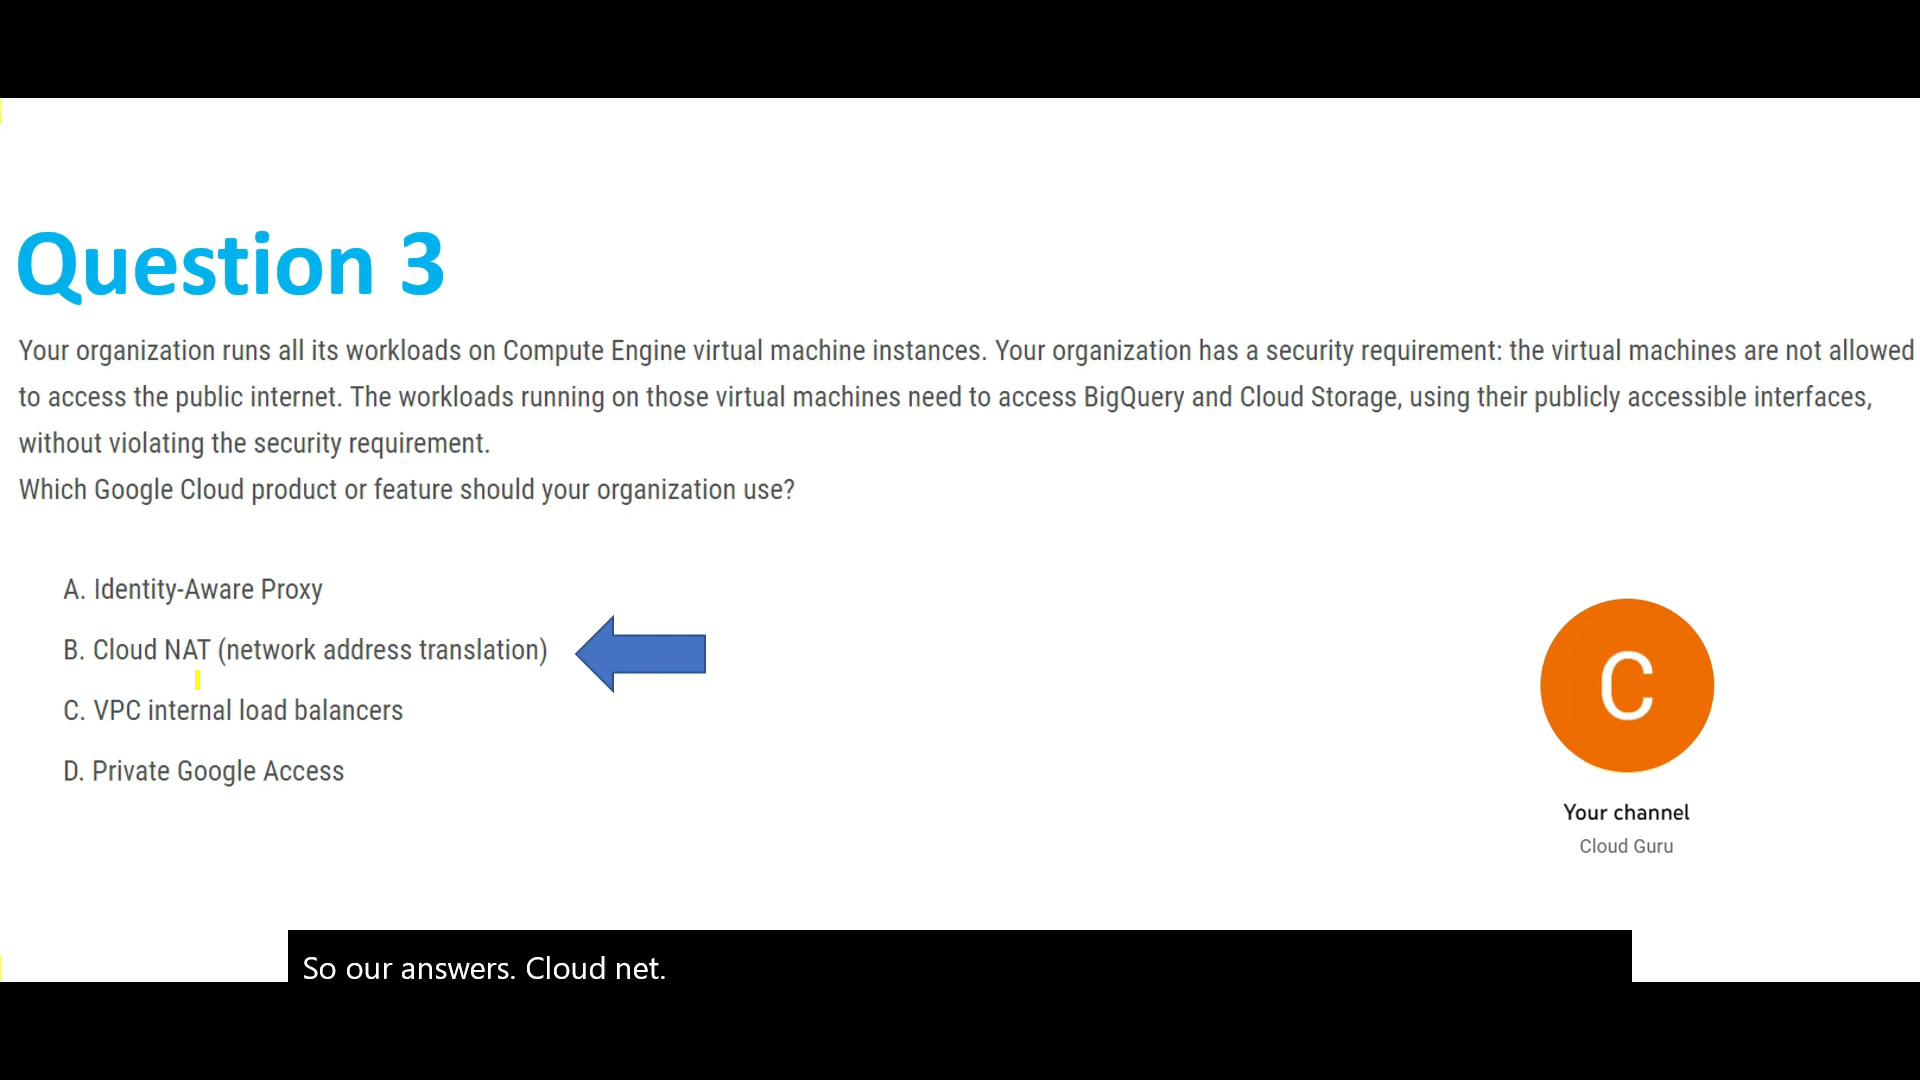 Question 3
Your organization runs all its workloads on Compute Engine virtual machine instances. Your organization has a security requirement: the virtual machines are not allowed
to access the public internet. The workloads running on those virtual machines need to access BigQuery and Cloud Storage, using their publicly accessible interfaces,
without violating the security requirement.
Which Google Cloud product or feature should your organization use?
A. Identity-Aware Proxy
B. Cloud NAT (network address translation)
C. VPC internal load balancers
D. Private Google Access
C
Your channel
Cloud Guru
So our answers. Cloud net.